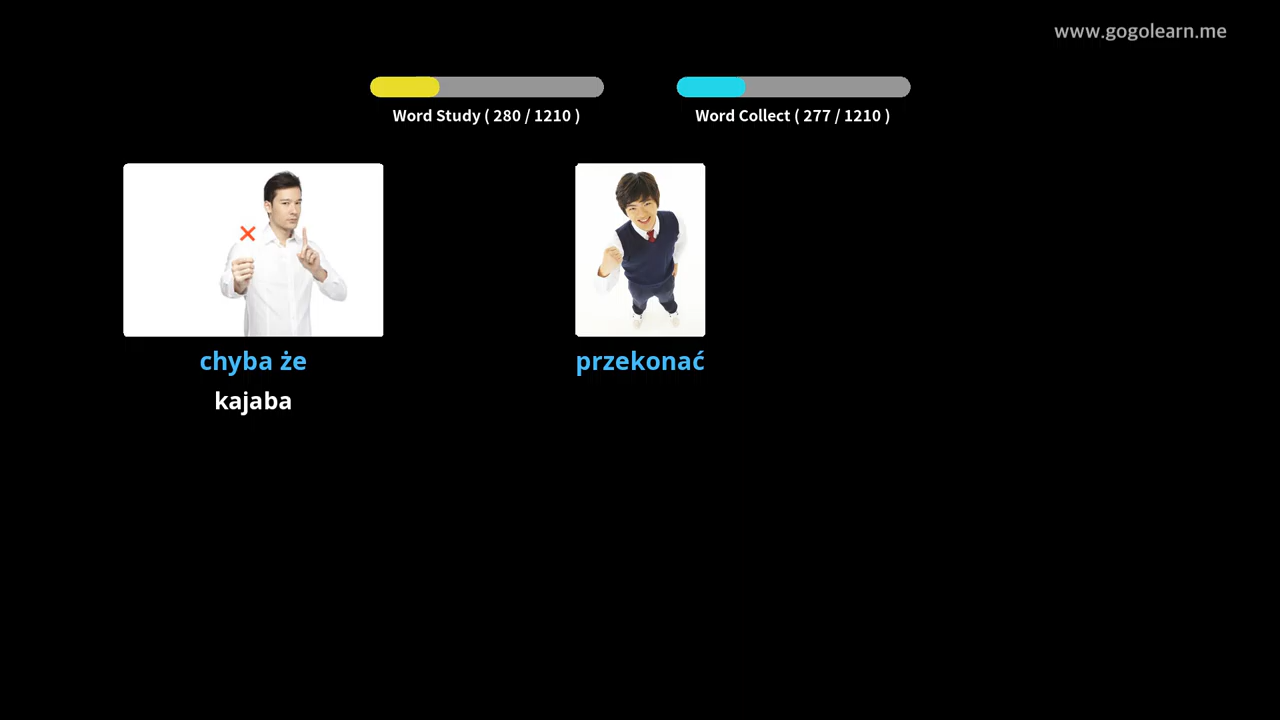 www.gogolearn.me
Word Study ( 280 / 1210 )
Word Collect ( 277 / 1210 )
chyba że
kajaba
przekonać